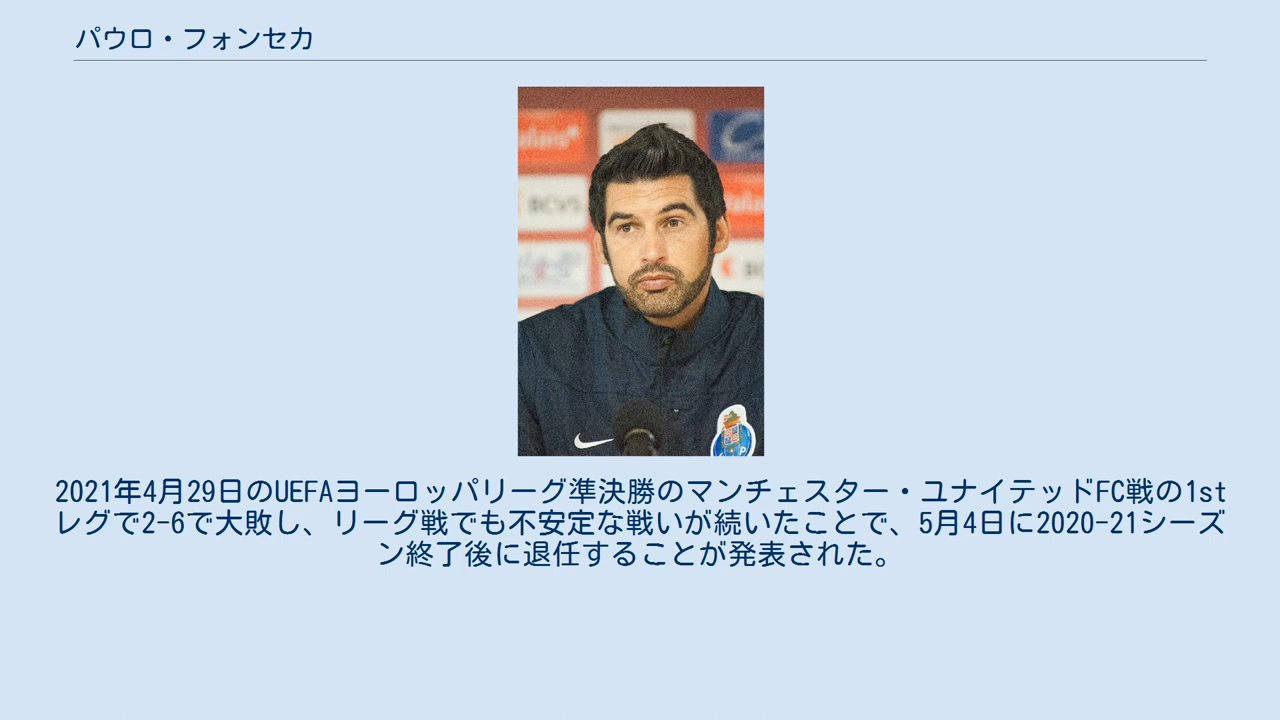 パウロ・フォンセカ
BCVS
2021年4月29日のUEFAヨーロッパリーグ準決勝のマンチェスター・ユナイテッドFC戦の1st
レグで2-6で大敗し、リーグ戦でも不安定な戦いが続いたことで、5月4日に2020-21シーズ
ン終了後に退任することが発表された。